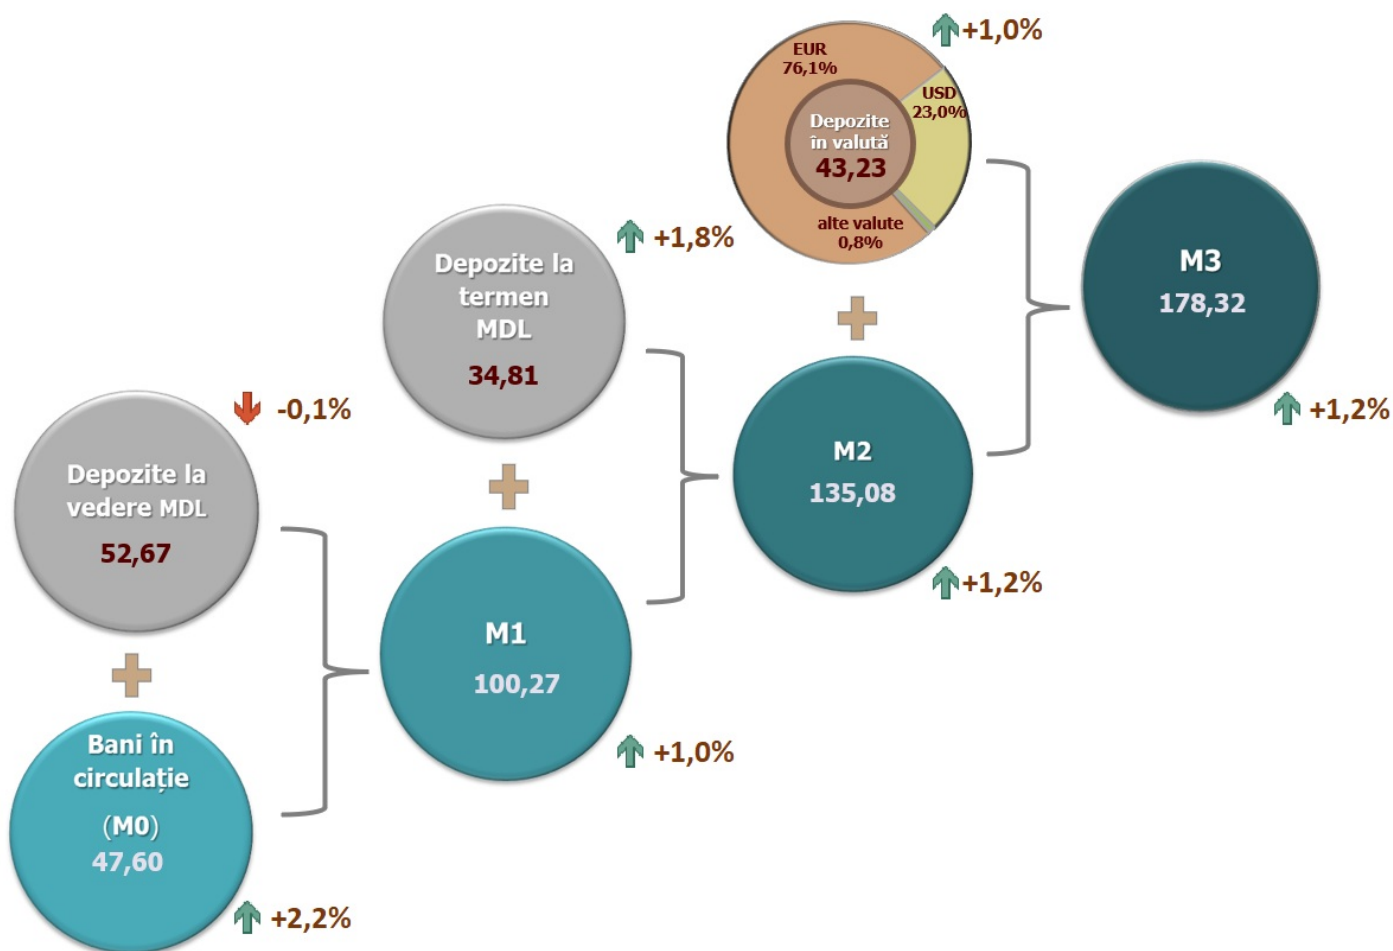 EUR
76,1%
USD
23,0%
Depozite
în valută
43,23
alte valute
0,8%
+1,0%
M3
178,32
+1,2%
Depozite la
termen
MDL
34,81
+1,8%
M2
135,08
+1,2%
Depozite la
vedere MDL
52,67
-0,1%
M1
100,27
+1,0%
Bani în
circulație
(M0)
47,60
+2,2%